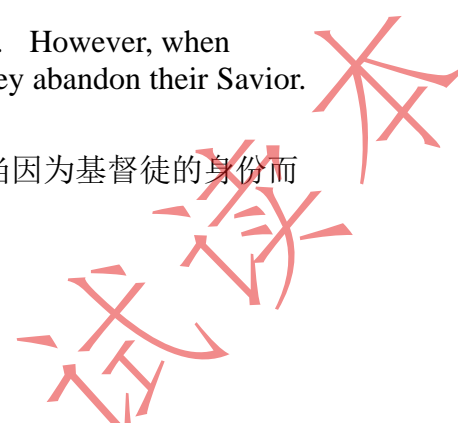 . However, when
ey abandon their Savior.
当因为基督徒的身份而
试读本